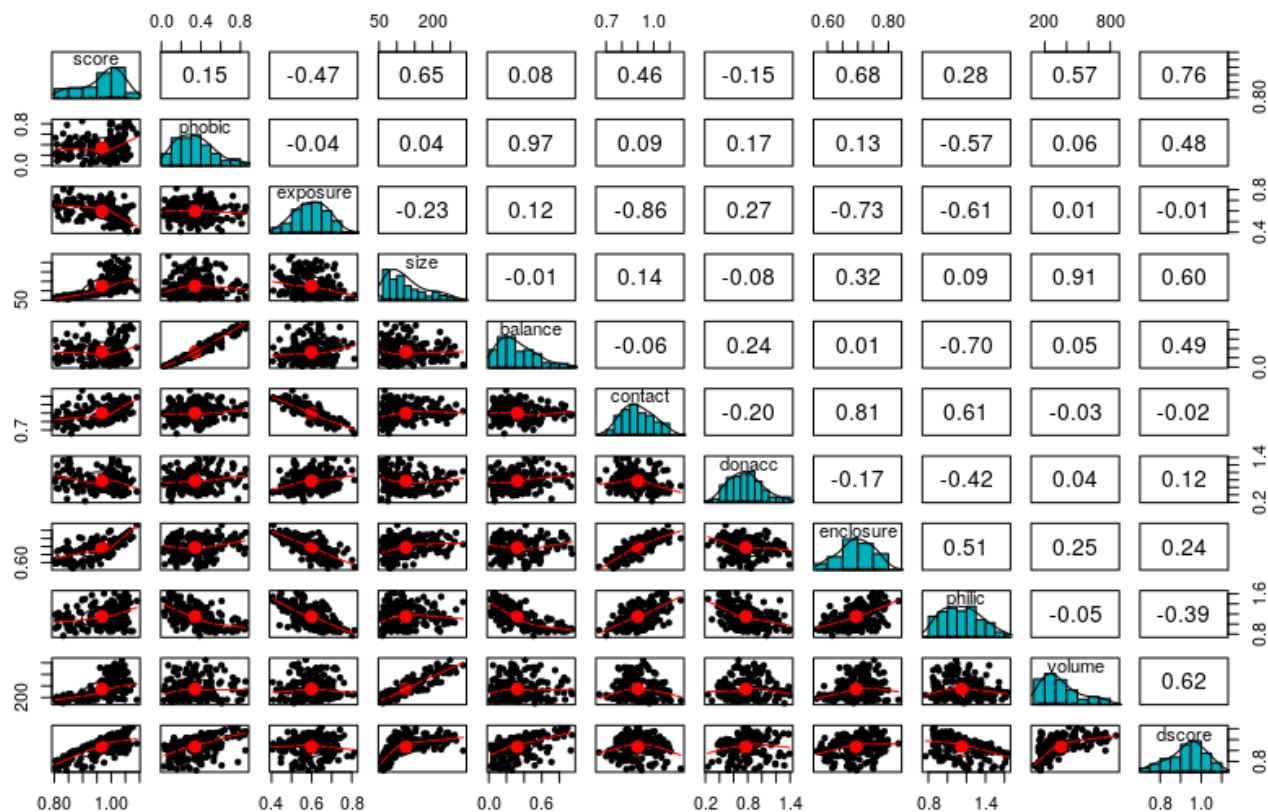 0.0 0.4 0.8 50 200 0.7 1.0 0.60 0.80 200 800
score 0.15 -0.47 0.65 0.08 0.46 -0.15 0.68 0.28 0.57 0.76 0.80
0.0 0.8 phobic -0.04 0.04 0.97 0.09 0.17 0.13 -0.57 0.06 0.48
exposure -0.23 0.12 -0.86 0.27 -0.73 -0.61 0.01 -0.01 0.4 0.8
50 size -0.01 0.14 -0.08 0.32 0.09 0.91 0.60
balance -0.06 0.24 0.01 -0.70 0.05 0.49 0.0
0.7 contact -0.20 0.81 0.61 -0.03 -0.02
donacc -0.17 -0.42 0.04 0.12 0.2 1.4
0.60 enclosure 0.51 0.25 0.24
philic -0.05 -0.39 0.8 1.6
200 volume 0.62
dscore 0.8
0.80 1.00 0.4 0.6 0.8 0.0 0.6 0.2 0.8 1.4 0.8 1.4 0.8 1.0